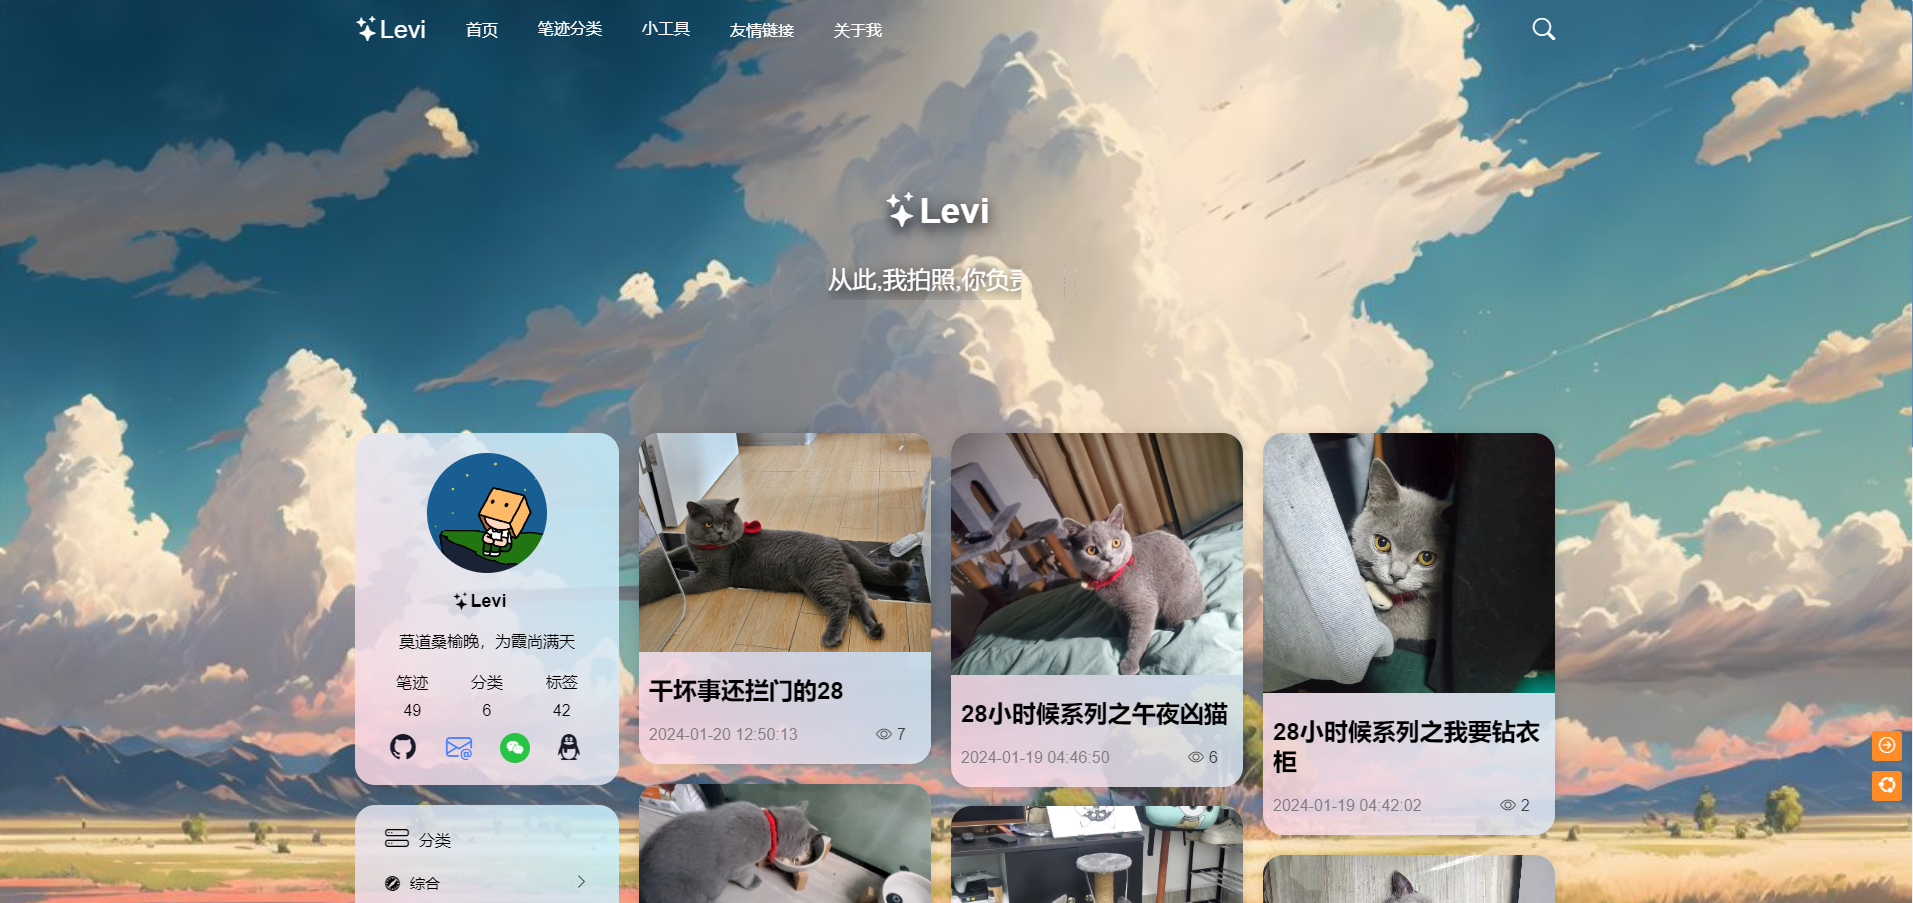 Levi 首页 笔迹分类 小工具 友情链接 关于我
Levi
从此,我拍照,你负
Levi
莫道桑榆晚，为霞尚满天
笔迹 分类 标签
49 6 42
分类
综合
干坏事还拦门的28
2024-01-20 12:50:13 7
28小时候系列之午夜凶猫
2024-01-19 04:46:50 6
28小时候系列之我要钻衣
柜
2024-01-19 04:42:02 2